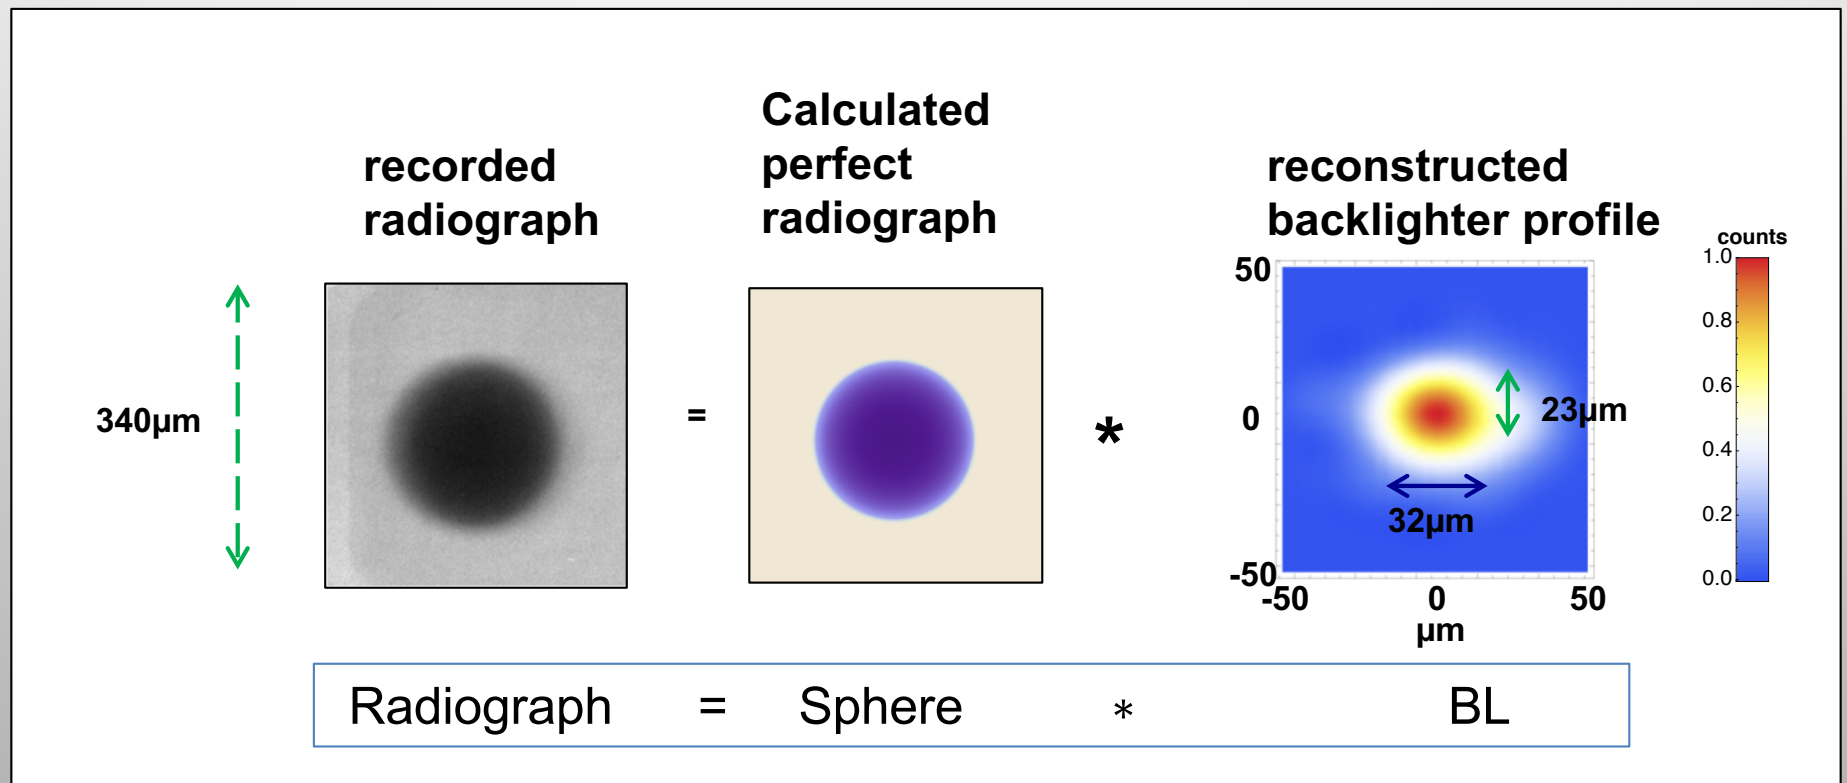 recorded
radiograph
Calculated
perfect
radiograph
reconstructed
backlighter profile
340µm
=
*
50
0
-50
-50
0
50
µm
23µm
32µm
counts
1.0
0.8
0.6
0.4
0.2
0.0
Radiograph = Sphere * BL